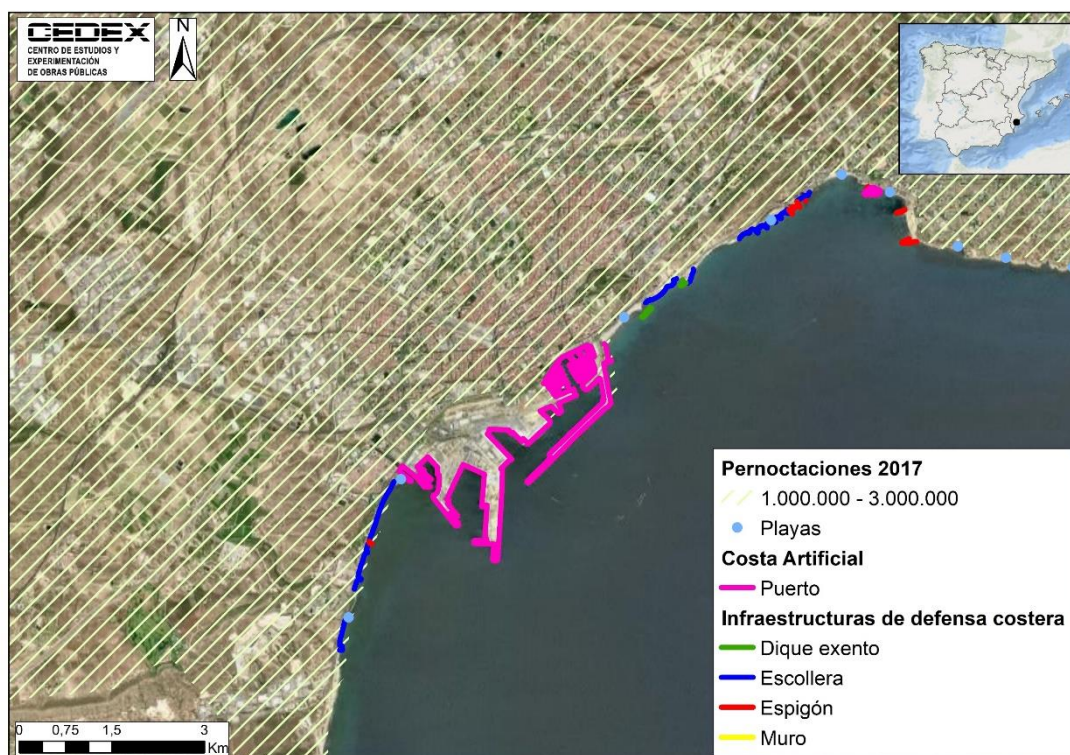 CEDEX
CENTRO DE ESTUDIOS Y
EXPERIMENTACIÓN
DE OBRAS PÚBLICAS
N
Pernoctaciones 2017
1.000.000 - 3.000.000
Playas
Costa Artificial
Puerto
Infraestructuras de defensa costera
Dique exento
Escollera
Espigón
Muro
0 0,75 1,5 3
Km